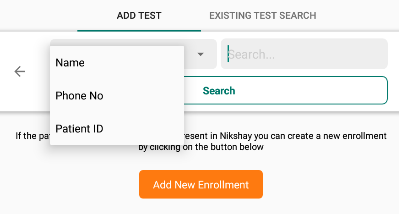 ADD TEST EXISTING TEST SEARCH
Search...
Name
Phone No
Patient ID
Search
If the pa present in Nikshay you can create a new enrollment
by clicking on the button below
Add New Enrollment